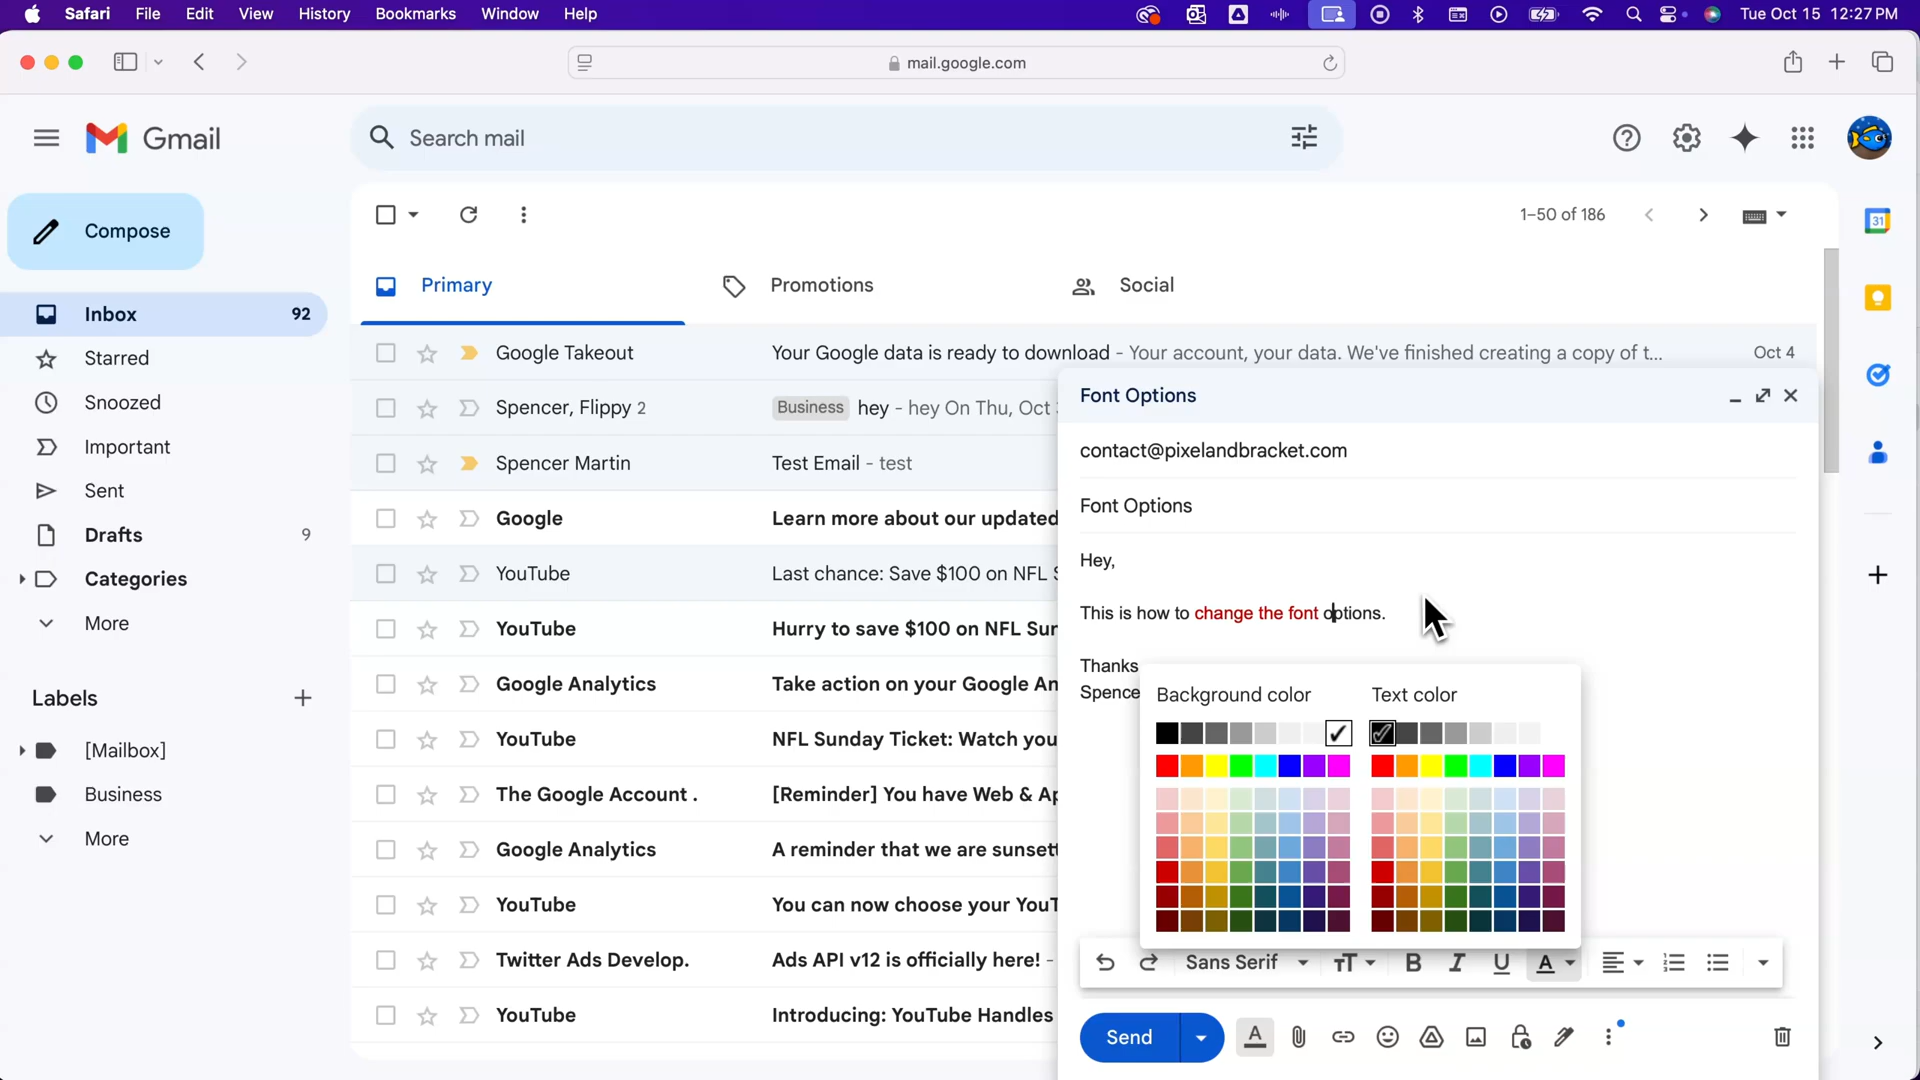 Safari File Edit View History Bookmarks Window Help Tue Oct 15 12:27 PM
mail.google.com
Gmail
Search mail
Compose
1–50 of 186
Primary
Promotions
Social
Inbox 92
Starred
Snoozed
Important
Sent
Drafts 9
Categories
More
Labels
[Mailbox]
Business
More
Google Takeout Your Google data is ready to download - Your account, your data. We've finished creating a copy of t... Oct 4
Spencer, Flippy 2 Business hey - hey On Thu, Oct
Spencer Martin Test Email - test
Google Learn more about our updated
YouTube Last chance: Save $100 on NFL
YouTube Hurry to save $100 on NFL Sun
Google Analytics Take action on your Google An
YouTube NFL Sunday Ticket: Watch you
The Google Account . [Reminder] You have Web & Ap
Google Analytics A reminder that we are sunsett
YouTube You can now choose your YouT
Twitter Ads Develop. Ads API v12 is officially here! -
YouTube Introducing: YouTube Handles
Font Options
contact@pixelandbracket.com
Font Options
Hey,
This is how to change the font options.
Thanks
Spence
Background color
Text color
Sans Serif
B I U A
Send
A
31